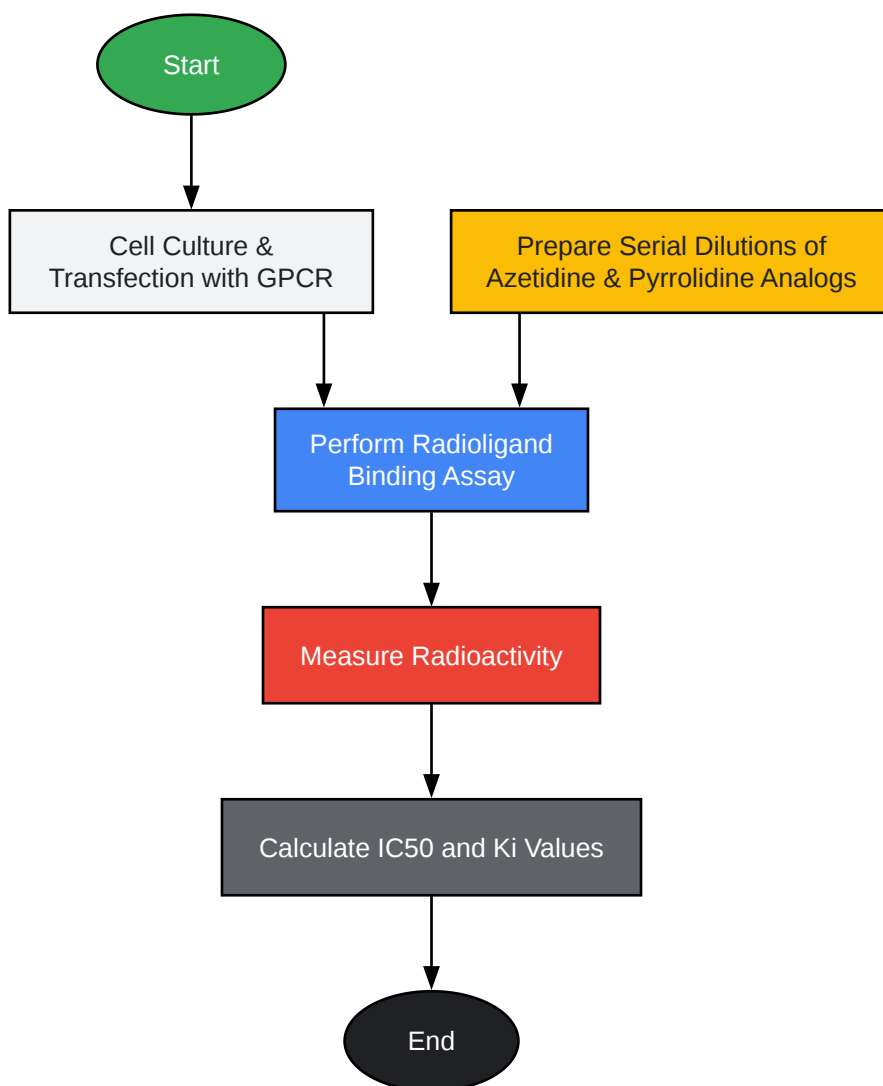 Start
Cell Culture &
Transfection with GPCR
Prepare Serial Dilutions of
Azetidine & Pyrrolidine Analogs
Perform Radioligand
Binding Assay
Measure Radioactivity
Calculate IC50 and Ki Values
End